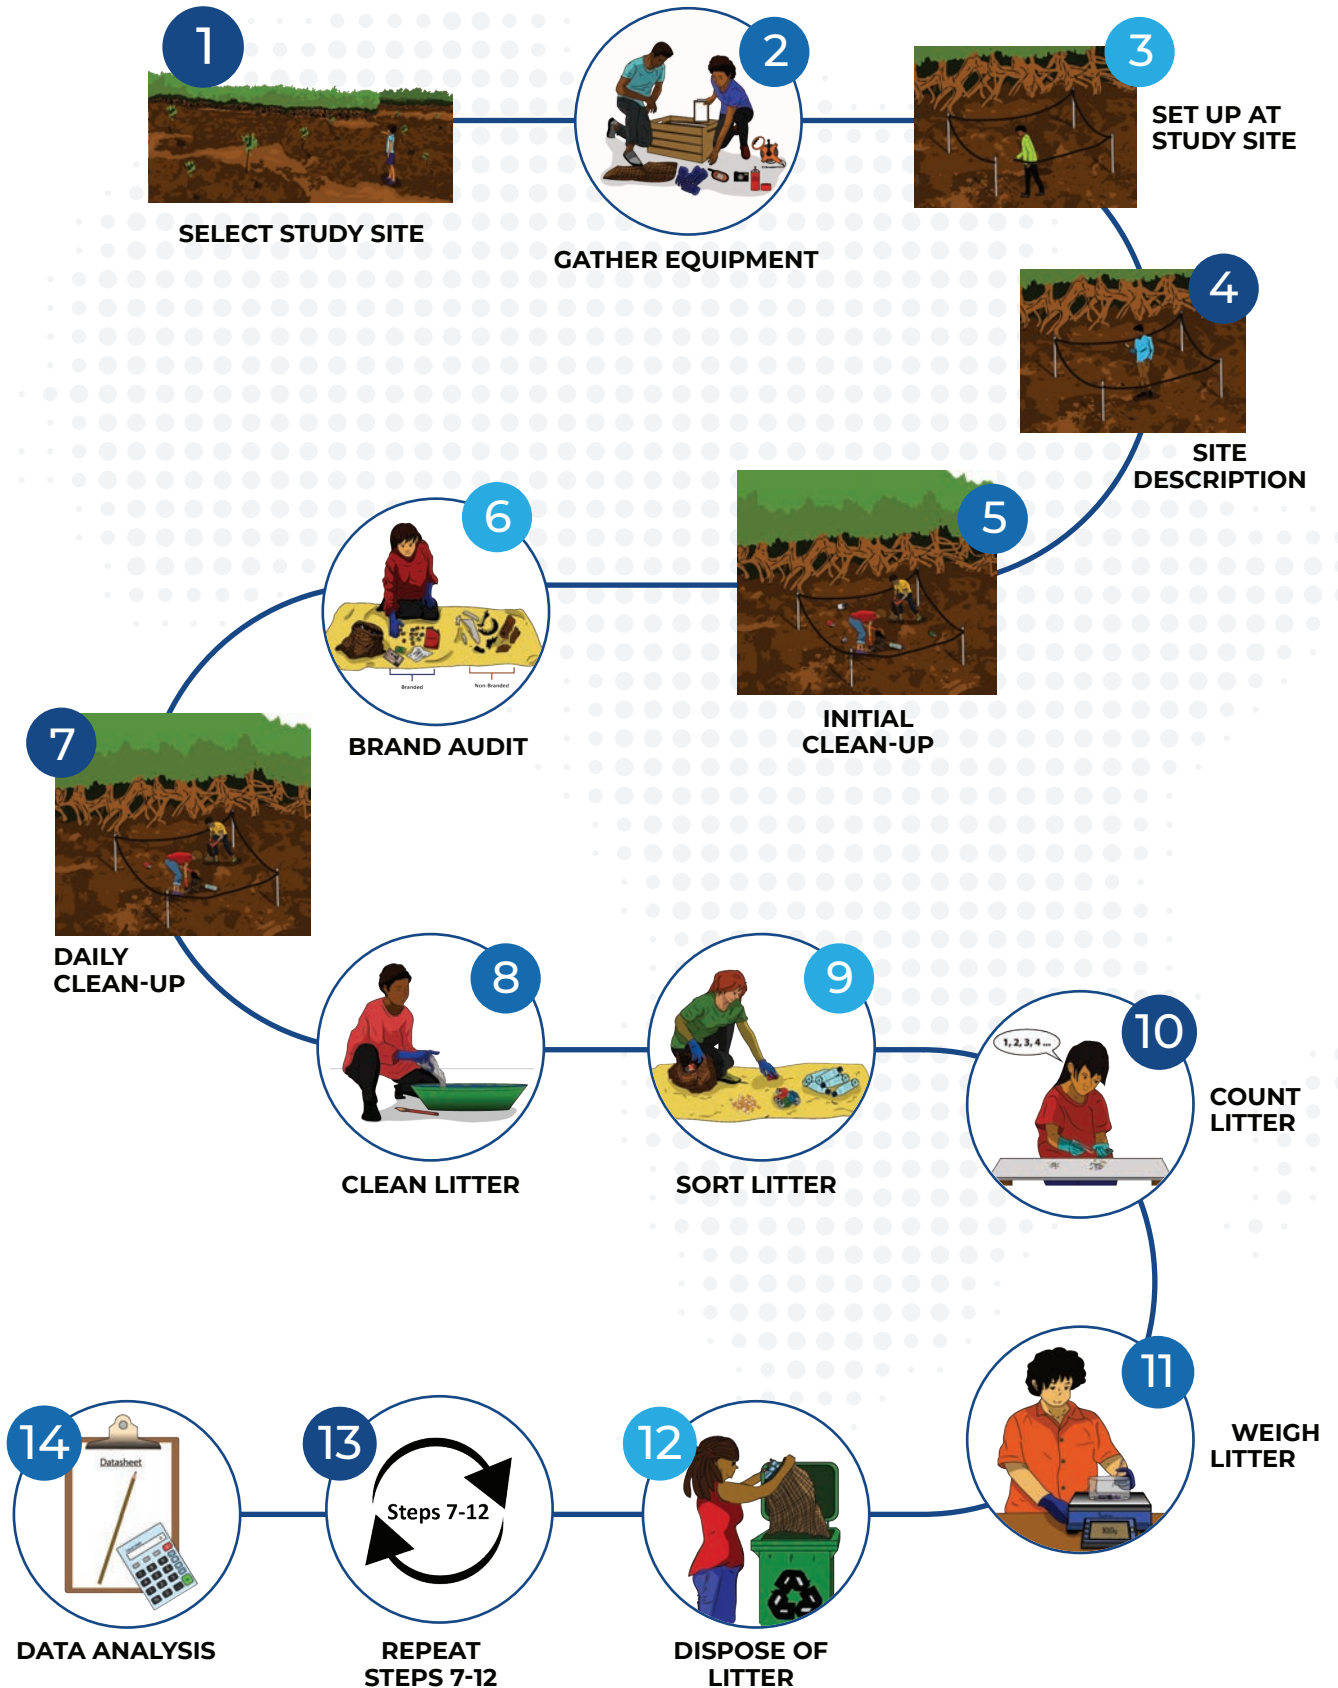 1
SELECT STUDY SITE
2
GATHER EQUIPMENT
3
SET UP AT
STUDY SITE
4
SITE
DESCRIPTION
5
INITIAL
CLEAN-UP
6
Branded
Non-Branded
BRAND AUDIT
7
DAILY
CLEAN-UP
8
CLEAN LITTER
9
SORT LITTER
10
1, 2, 3, 4 ...
COUNT
LITTER
11
WEIGH
LITTER
12
DISPOSE OF
LITTER
13
Steps 7-12
REPEAT
STEPS 7-12
14
Datasheet
DATA ANALYSIS